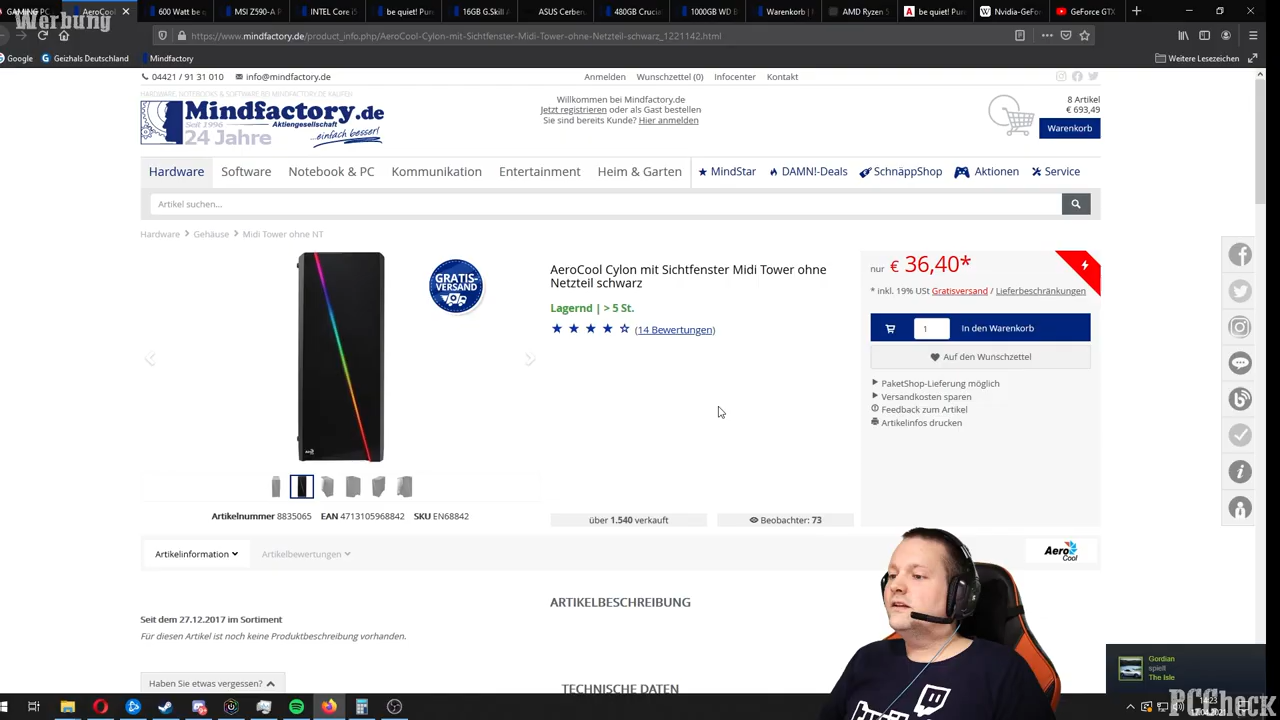 Werbung
GAMING PC
AeroCool
600 Watt be q
MSI Z590-A P
INTEL Core i5
be quiet! Pure
16GB G.Skill
ASUS Cerber
480GB Crucia
1000GB WD B
Warenkorb
AMD Ryzen 5
be quiet! Pure
Nvidia-GeFor
GeForce GTX
https://www.mindfactory.de/product_info.php/AeroCool-Cylon-mit-Sichtfenster-Midi-Tower-ohne-Netzteil-schwarz_1221142.html
Google
Geizhals Deutschland
Mindfactory
Weitere Lesezeichen
04421 / 91 31 010
info@mindfactory.de
Anmelden
Wunschzettel (0)
Infocenter
Kontakt
HARDWARE, NOTEBOOKS & SOFTWARE BEI MINDFACTORY.DE KAUFEN
Mindfactory.de
Seit 1996
Aktiengesellschaft
24 Jahre
...einfach besser!
Willkommen bei Mindfactory.de
Jetzt registrieren oder als Gast bestellen
Sie sind bereits Kunde? Hier anmelden
8 Artikel
€ 693,49
Warenkorb
Hardware
Software
Notebook & PC
Kommunikation
Entertainment
Heim & Garten
MindStar
DAMN!-Deals
SchnäppShop
Aktionen
Service
Artikel suchen...
Hardware > Gehäuse > Midi Tower ohne NT
GRATIS-
VERSAND
AeroCool Cylon mit Sichtfenster Midi Tower ohne
Netzteil schwarz
Lagernd | > 5 St.
(14 Bewertungen)
nur € 36,40*
* inkl. 19% USt Gratisversand / Lieferbeschränkungen
1
In den Warenkorb
Auf den Wunschzettel
PaketShop-Lieferung möglich
Versandkosten sparen
Feedback zum Artikel
Artikelinfos drucken
Artikelnummer 8835065 EAN 4713105968842 SKU EN68842
über 1.540 verkauft
Beobachter: 73
Artikelinformation
Artikelbewertungen
AeroCool
ARTIKELBESCHREIBUNG
Seit dem 27.12.2017 im Sortiment
Für diesen Artikel ist noch keine Produktbeschreibung vorhanden.
Haben Sie etwas vergessen?
TECHNISCHE DATEN
Gordian
spielt
The Isle
14:23
PCCheck